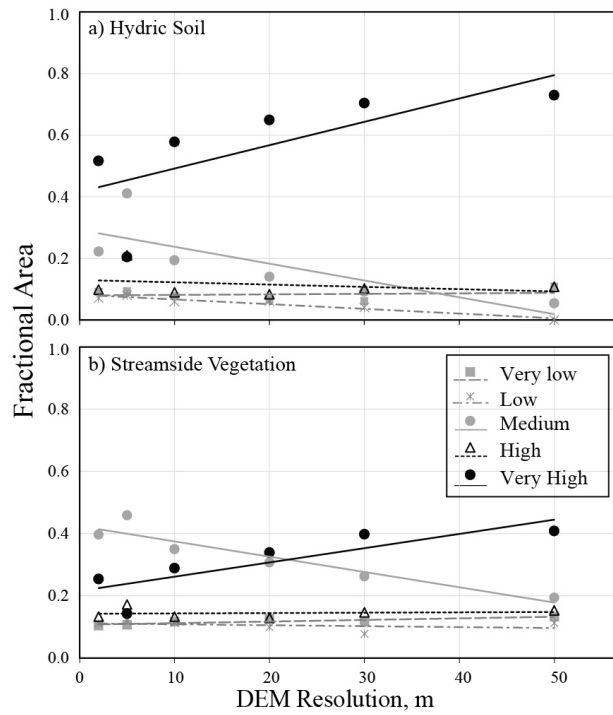 a) Hydric Soil
1.0
0.8
0.6
0.4
0.2
0.0
Fractional Area
b) Streamside Vegetation
1.0
0.8
0.6
0.4
0.2
0.0
Very low
Low
Medium
High
Very High
0 10 20 30 40 50
DEM Resolution, m